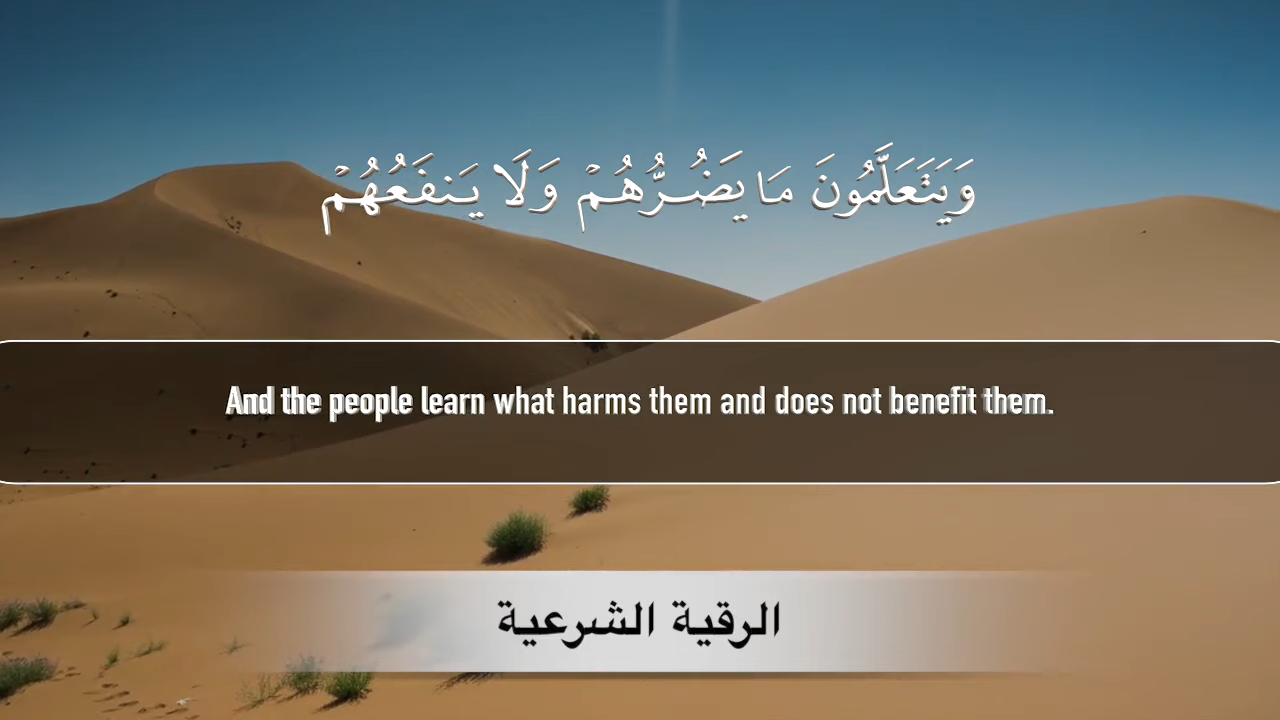 وَيَتَعَلَّمُونَ مَا يَضُرُّهُمْ وَلَا يَنفَعُهُمْ
And the people learn what harms them and does not benefit them.
الرقية الشرعية